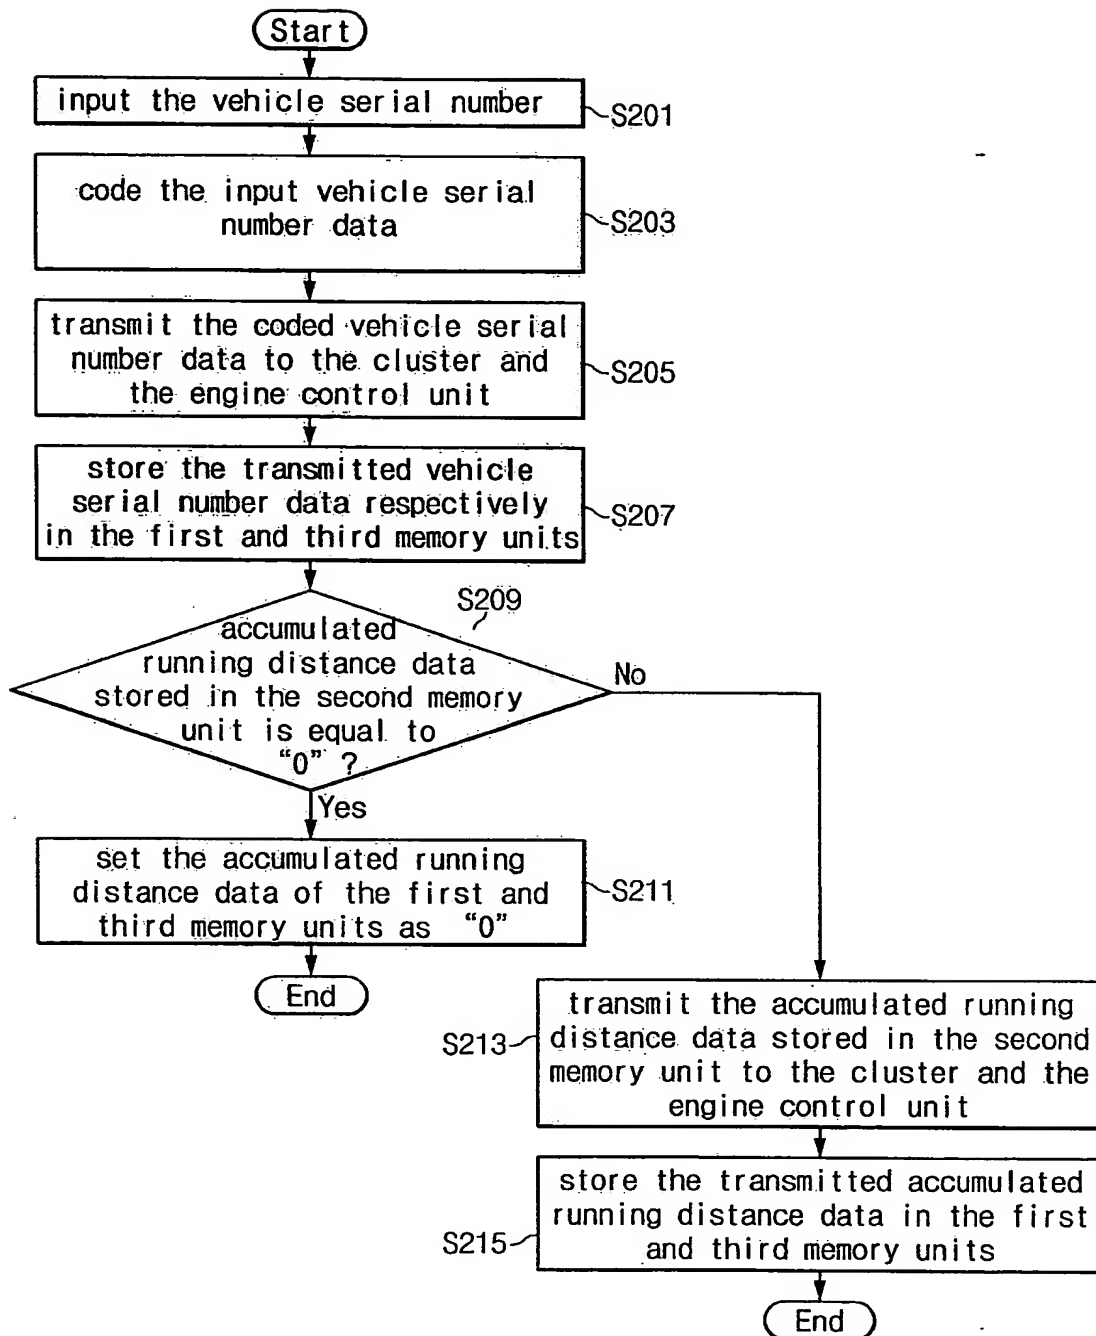 Start
input the vehicle serial number
S201
code the input vehicle serial
number data
S203
transmit the coded vehicle serial
number data to the cluster and
the engine control unit
S205
store the transmitted vehicle
serial number data respectively
in the first and third memory units
S207
S209
accumulated
running distance data
stored in the second memory
unit is equal to
“0” ?
No
Yes
set the accumulated running
distance data of the first and
third memory units as “0”
S211
End
transmit the accumulated running
distance data stored in the second
memory unit to the cluster and the
engine control unit
S213
store the transmitted accumulated
running distance data in the first
and third memory units
S215
End